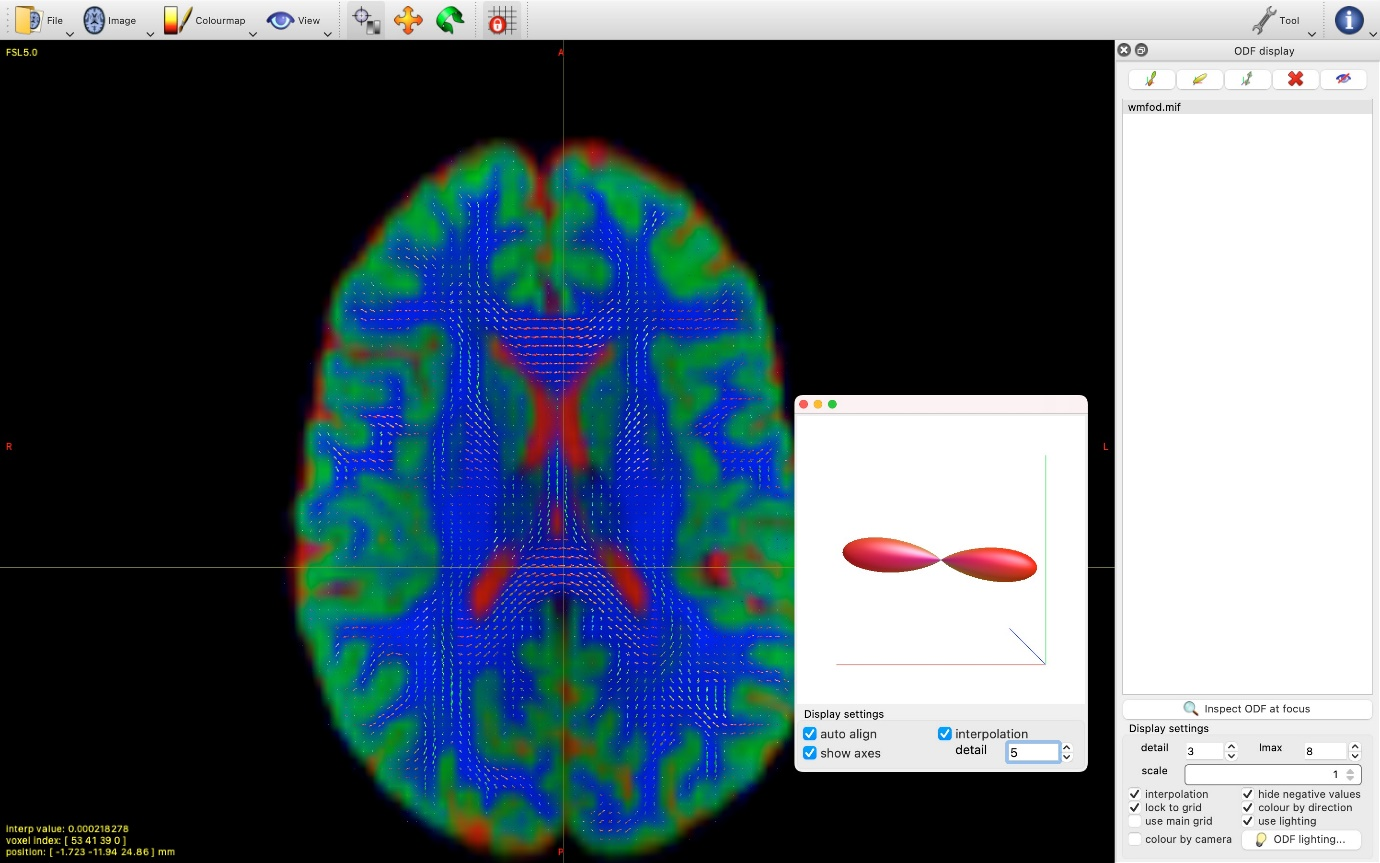 File
Image
Colourmap
View
Tool
FSL5.0
A
R
L
P
Interp value: 0.000218278
voxel index: [ 53 41 39 0 ]
position: [ -1.723 -11.94 24.86 ] mm
Display settings
auto align
interpolation
show axes
detail 5
ODF display
wmfod.mif
Inspect ODF at focus
Display settings
detail 3 lmax 8
scale 1
interpolation hide negative values
lock to grid colour by direction
use main grid use lighting
colour by camera ODF lighting...